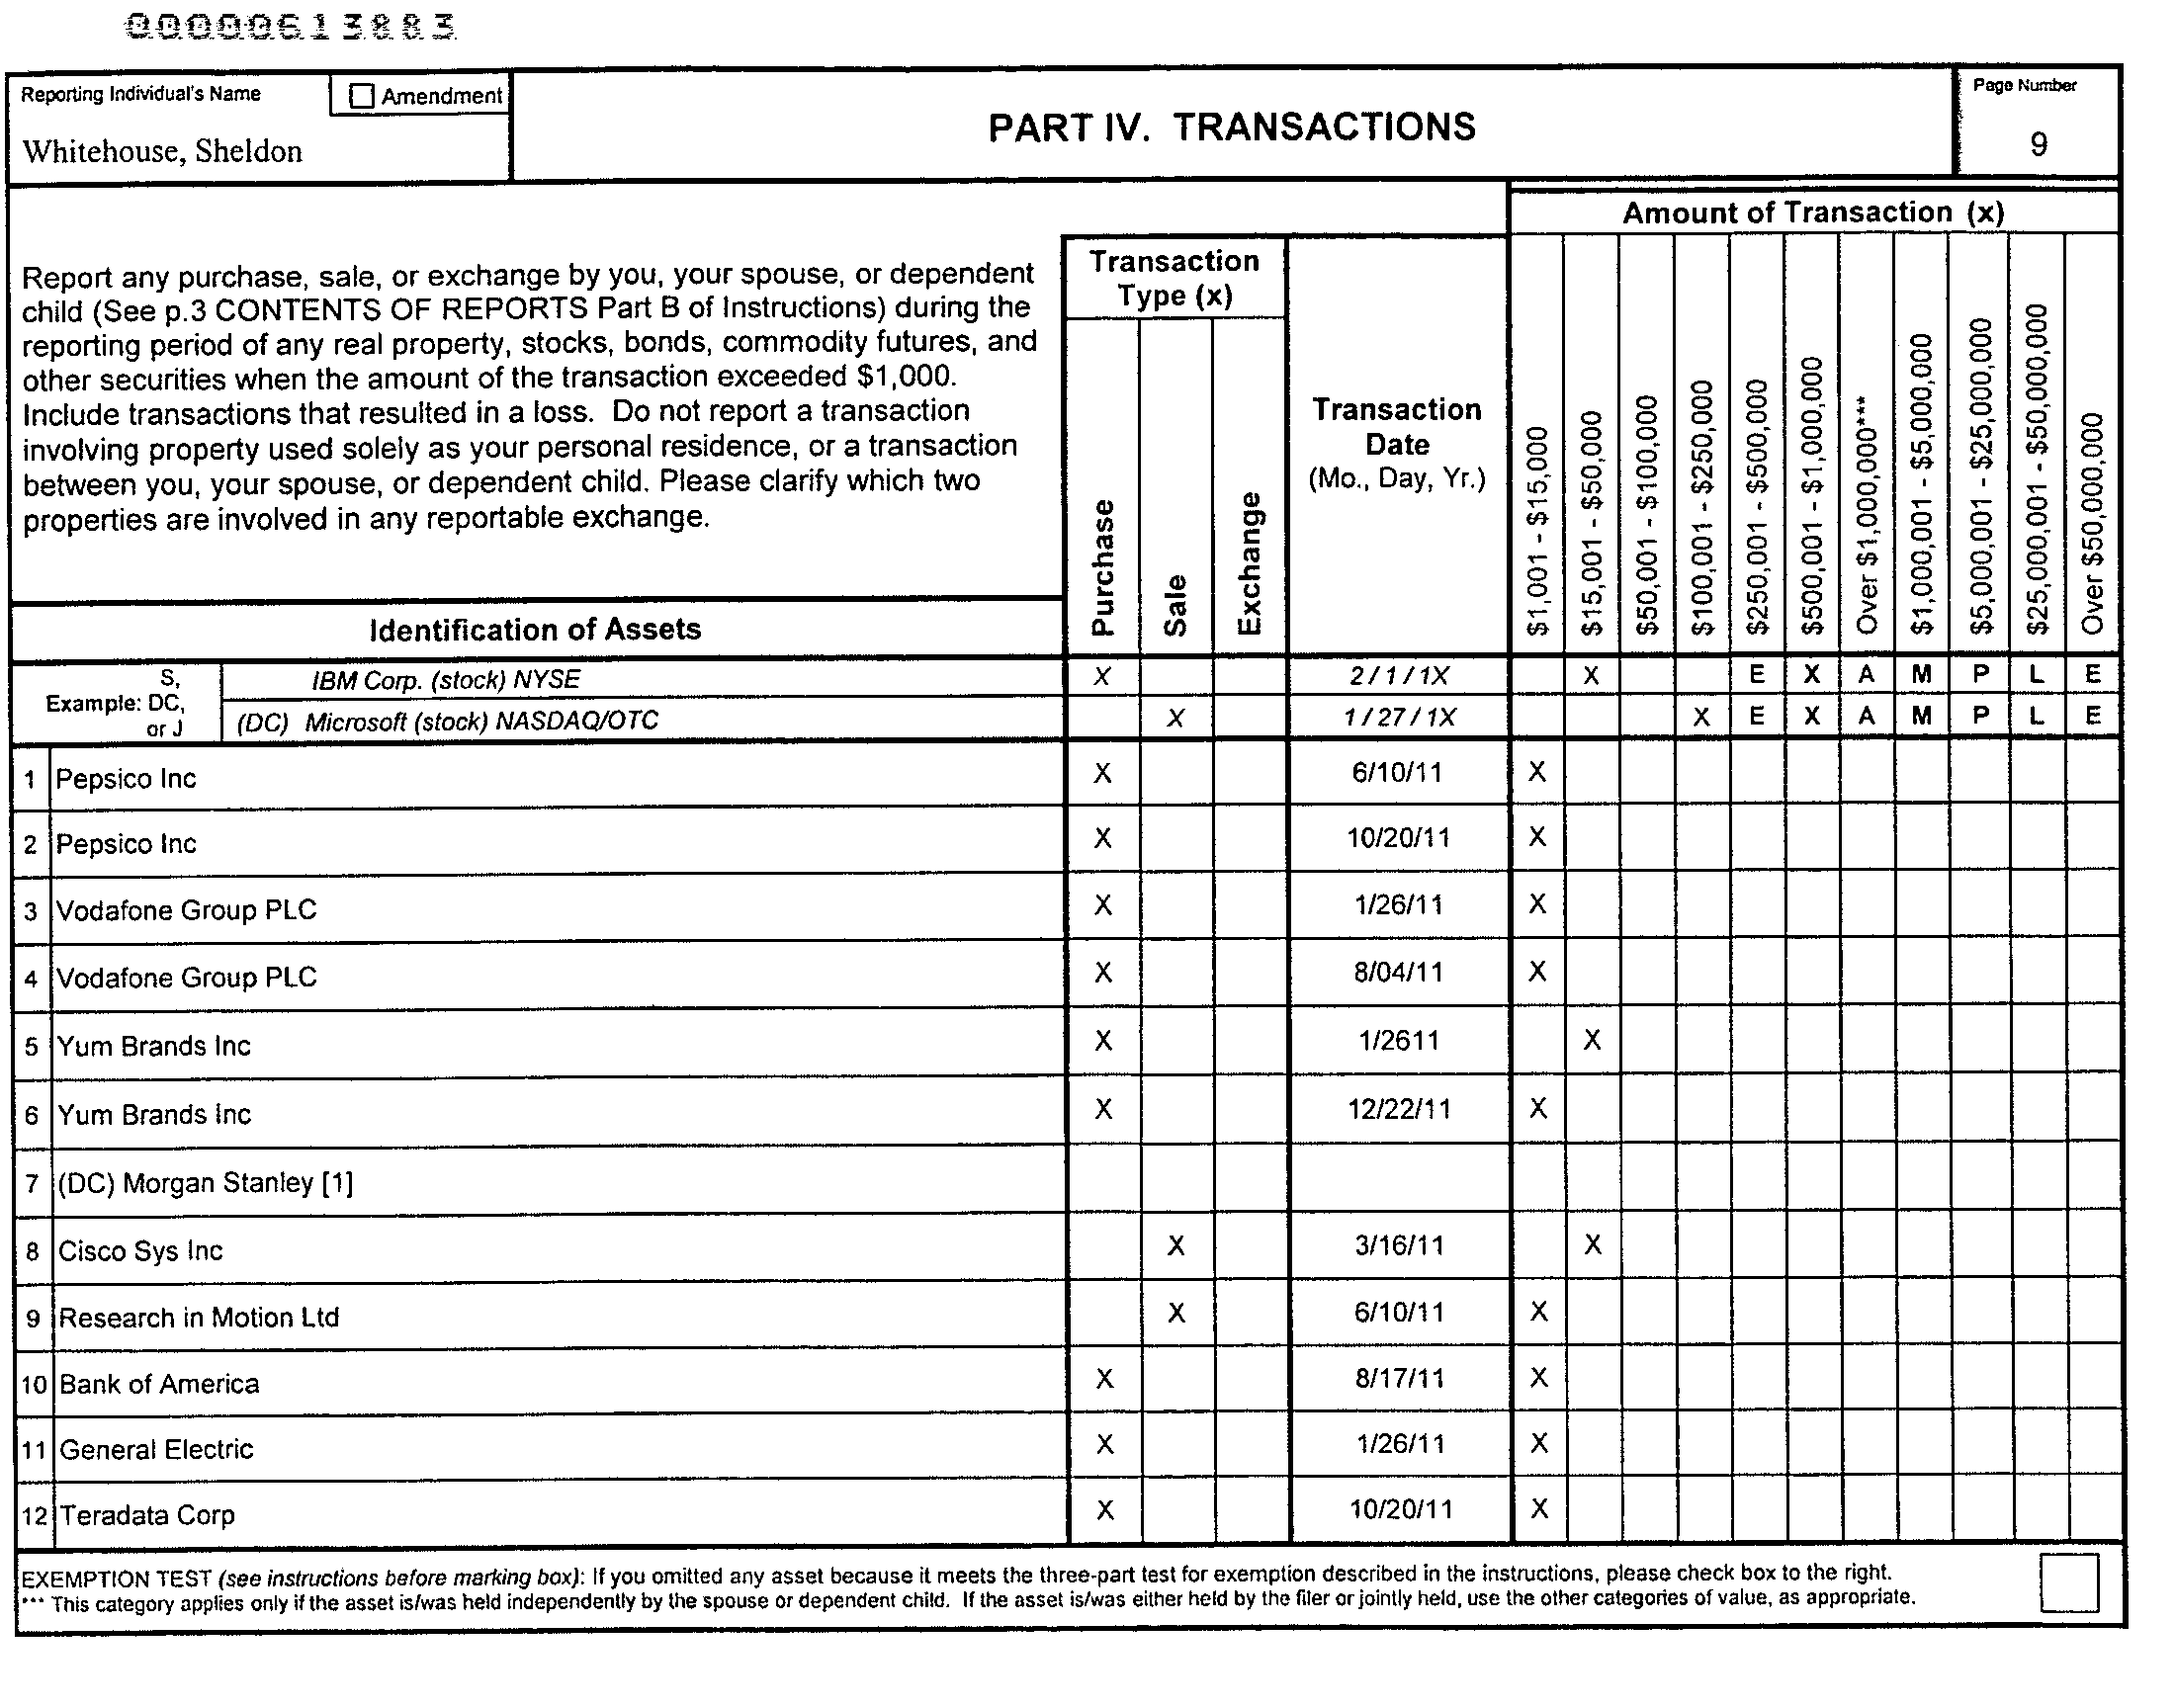 00000613883
Reporting Individual's Name
Amendment
Whitehouse, Sheldon
PART IV. TRANSACTIONS
Page Number
9
Report any purchase, sale, or exchange by you, your spouse, or dependent
child (See p.3 CONTENTS OF REPORTS Part B of Instructions) during the
reporting period of any real property, stocks, bonds, commodity futures, and
other securities when the amount of the transaction exceeded $1,000.
Include transactions that resulted in a loss. Do not report a transaction
involving property used solely as your personal residence, or a transaction
between you, your spouse, or dependent child. Please clarify which two
properties are involved in any reportable exchange.
Identification of Assets
Transaction
Type (x)
Purchase
Sale
Exchange
Transaction
Date
(Mo., Day, Yr.)
Amount of Transaction (x)
$1,001 - $15,000
$15,001 - $50,000
$50,001 - $100,000
$100,001 - $250,000
$250,001 - $500,000
$500,001 - $1,000,000
Over $1,000,000***
$1,000,001 - $5,000,000
$5,000,001 - $25,000,000
$25,000,001 - $50,000,000
Over $50,000,000
Example: S, DC, or J
IBM Corp. (stock) NYSE X 2/1/1X X E X A M P L E
(DC) Microsoft (stock) NASDAQ/OTC X 1/27/1X X E X A M P L E
1 Pepsico Inc X 6/10/11 X
2 Pepsico Inc X 10/20/11 X
3 Vodafone Group PLC X 1/26/11 X
4 Vodafone Group PLC X 8/04/11 X
5 Yum Brands Inc X 1/2611 X
6 Yum Brands Inc X 12/22/11 X
7 (DC) Morgan Stanley [1]
8 Cisco Sys Inc X 3/16/11 X
9 Research in Motion Ltd X 6/10/11 X
10 Bank of America X 8/17/11 X
11 General Electric X 1/26/11 X
12 Teradata Corp X 10/20/11 X
EXEMPTION TEST (see instructions before marking box): If you omitted any asset because it meets the three-part test for exemption described in the instructions, please check box to the right.
*** This category applies only if the asset is/was held independently by the spouse or dependent child. If the asset is/was either held by the filer or jointly held, use the other categories of value, as appropriate.